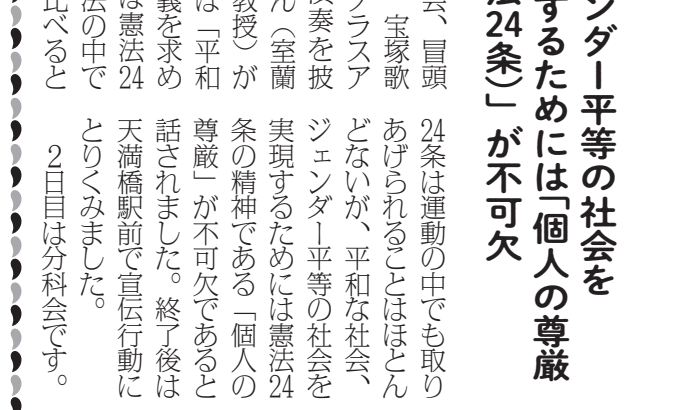 ンダー平等の社会を
するためには「個人の尊厳
法24条）」が不可欠
会、冒頭
宝塚歌
ブラスア
演奏を披
ん（室蘭
教授）が
は「平和
義を求め
は憲法24
法の中で
比べると
24条は運動の中でも取り
あげられることはほとん
どないが、平和な社会、
ジェンダー平等の社会を
実現するためには憲法24
条の精神である「個人の
尊厳」が不可欠であると
話されました。終了後は
天満橋駅前で宣伝行動に
とりくみました。
2日目は分科会です。